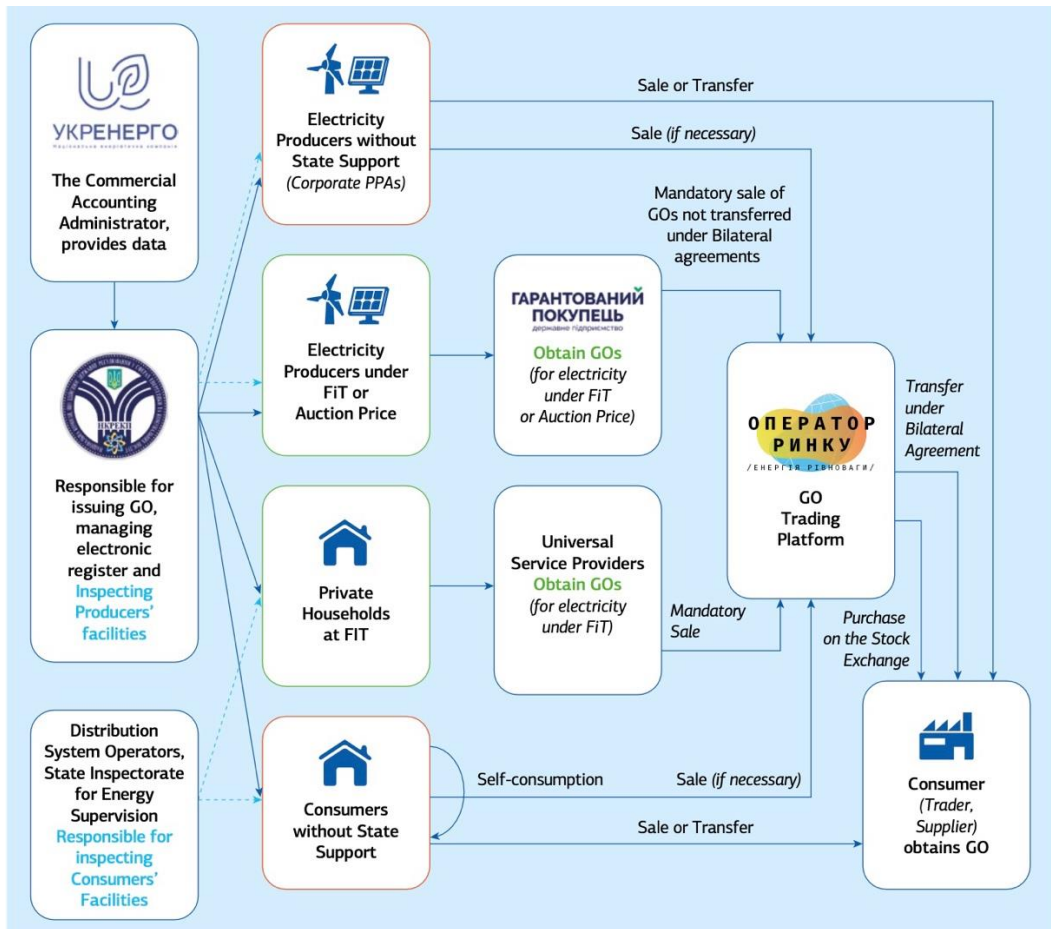 УКРЕНЕРГО
Національна енергетична компанія
The Commercial
Accounting
Administrator,
provides data
НКРЕКП
Responsible for
issuing GO,
managing
electronic
register and
Inspecting
Producers'
facilities
Distribution
System Operators,
State Inspectorate
for Energy
Supervision
Responsible for
inspecting
Consumers'
Facilities
Electricity
Producers without
State Support
(Corporate PPAs)
Electricity
Producers under
FiT or
Auction Price
Private
Households
at FIT
Consumers
without State
Support
ГАРАНТОВАНИЙ
ПОКУПЕЦЬ
державне підприємство
Obtain GOs
(for electricity
under FiT
or Auction Price)
Universal
Service Providers
Obtain GOs
(for electricity
under FiT)
Sale or Transfer
Sale (if necessary)
Mandatory sale of
GOs not transferred
under Bilateral
agreements
Mandatory
Sale
Self-consumption
Sale (if necessary)
Sale or Transfer
ОПЕРАТОР
РИНКУ
/ЕНЕРГІЯ РІВНОВАГИ/
GO
Trading
Platform
Transfer
under
Bilateral
Agreement
Purchase
on the Stock
Exchange
Consumer
(Trader,
Supplier)
obtains GO